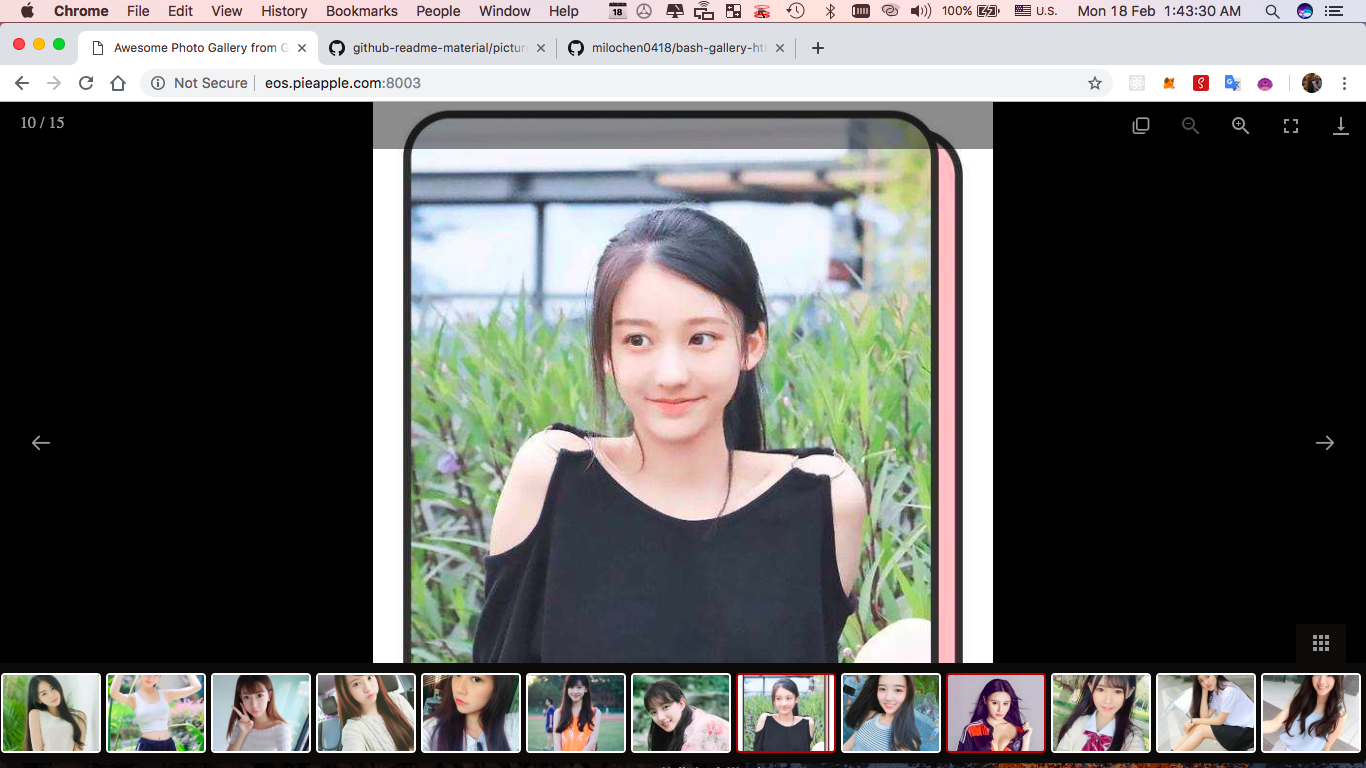 Chrome File Edit View History Bookmarks People Window Help 18 100% U.S. Mon 18 Feb 1:43:30 AM
Awesome Photo Gallery from G github-readme-material/pictur milochen0418/bash-gallery-ht
Not Secure eos.pieapple.com:8003
10 / 15